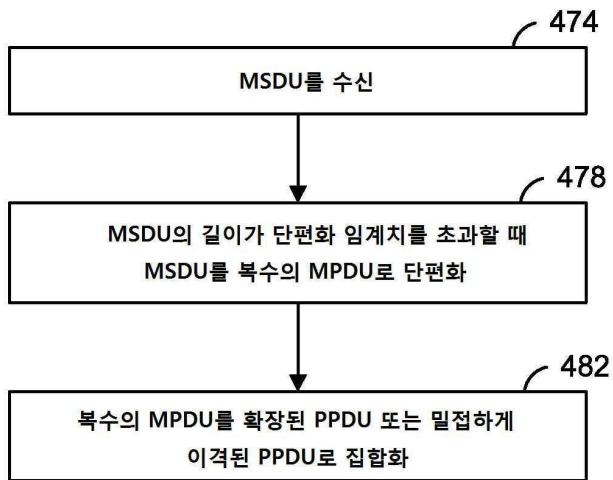 474
MSDU를 수신
478
MSDU의 길이가 단편화 임계치를 초과할 때
MSDU를 복수의 MPDU로 단편화
482
복수의 MPDU를 확장된 PPDU 또는 밀접하게
이격된 PPDU로 집합화